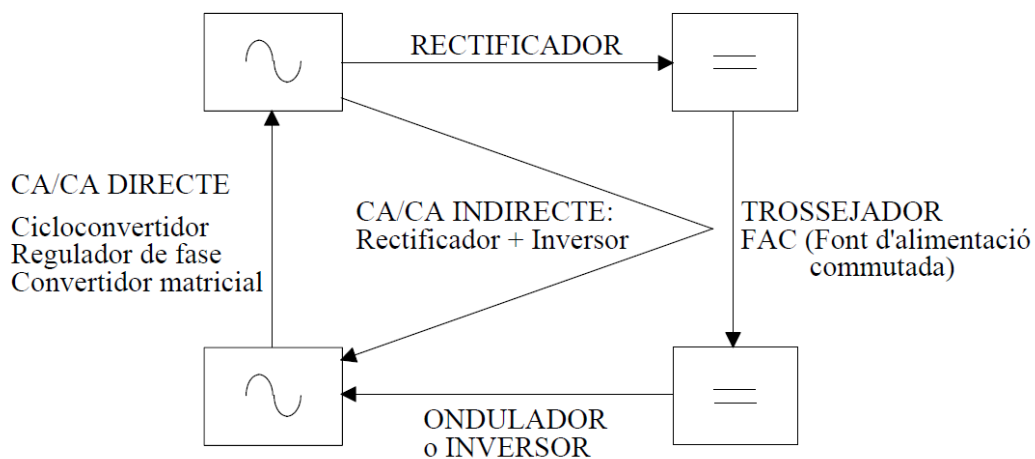 RECTIFICADOR
CA/CA DIRECTE
Cicloconvertidor
Regulador de fase
Convertidor matricial
CA/CA INDIRECTE:
Rectificador + Inversor
TROSSEJADOR
FAC (Font d'alimentació
commutada)
ONDULADOR
o INVERSOR